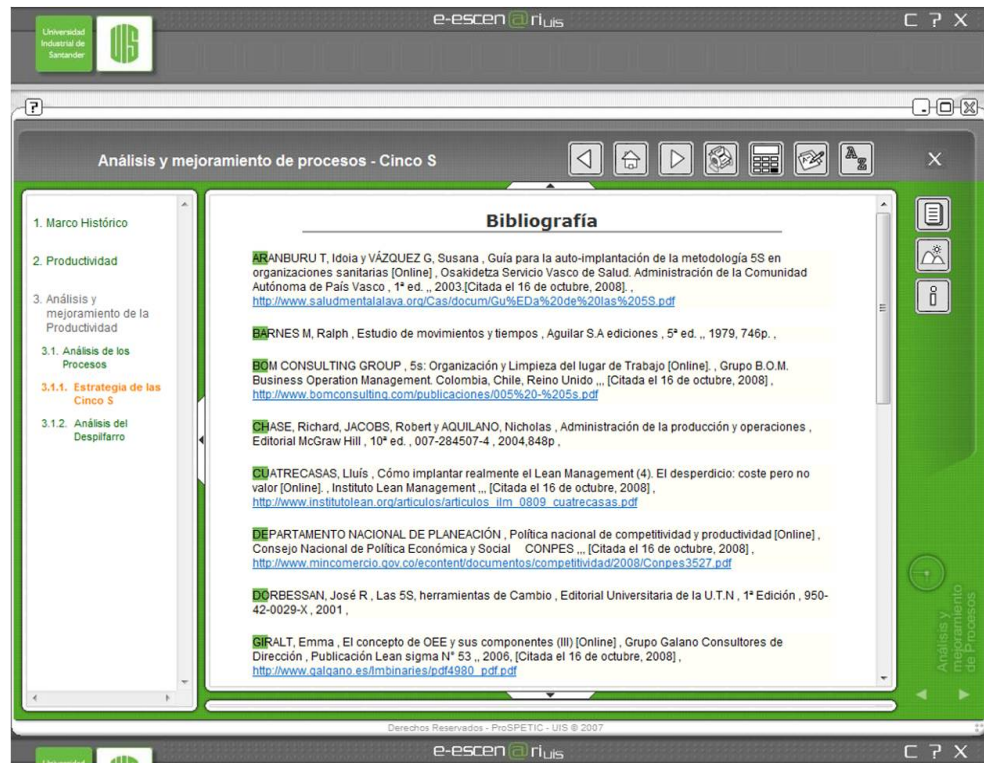 Universidad
Industrial de
Santander
UIS
e-escen@riuis
C ? X
?
Análisis y mejoramiento de procesos - Cinco S
A
Z
X
1. Marco Histórico
2. Productividad
3. Análisis y
mejoramiento de la
Productividad
3.1. Análisis de los
Procesos
3.1.1. Estrategia de las
Cinco S
3.1.2. Análisis del
Despilfarro
Bibliografía
ARANBURU T, Idoia y VÁZQUEZ G, Susana , Guía para la auto-implantación de la metodología 5S en
organizaciones sanitarias [Online] , Osakidetza Servicio Vasco de Salud. Administración de la Comunidad
Autónoma de País Vasco , 1ª ed. ,, 2003.[Citada el 16 de octubre, 2008]. ,
http://www.saludmentalalava.org/Cas/docum/Gu%EDa%20de%20las%205S.pdf
BARNES M, Ralph , Estudio de movimientos y tiempos , Aguilar S.A ediciones , 5ª ed. ,, 1979, 746p. ,
BOM CONSULTING GROUP , 5s: Organización y Limpieza del lugar de Trabajo [Online]. , Grupo B.O.M.
Business Operation Management. Colombia, Chile, Reino Unido ,,, [Citada el 16 de octubre, 2008] ,
http://www.bomconsulting.com/publicaciones/005%20-%205s.pdf
CHASE, Richard, JACOBS, Robert y AQUILANO, Nicholas , Administración de la producción y operaciones ,
Editorial McGraw Hill , 10ª ed. , 007-284507-4 , 2004,848p ,
CUATRECASAS, Lluís , Cómo implantar realmente el Lean Management (4). El desperdicio: coste pero no
valor [Online]. , Instituto Lean Management ,,, [Citada el 16 de octubre, 2008] ,
http://www.institutolean.org/articulos/articulos_ilm_0809_cuatrecasas.pdf
DEPARTAMENTO NACIONAL DE PLANEACIÓN , Política nacional de competitividad y productividad [Online] ,
Consejo Nacional de Política Económica y Social CONPES ,,, [Citada el 16 de octubre, 2008] ,
http://www.mincomercio.gov.co/econtent/documentos/competitividad/2008/Conpes3527.pdf
DORBESSAN, José R , Las 5S, herramientas de Cambio , Editorial Universitaria de la U.T.N , 1ª Edición , 950-
42-0029-X , 2001 ,
GIRALT, Emma , El concepto de OEE y sus componentes (III) [Online] , Grupo Galano Consultores de
Dirección , Publicación Lean sigma N° 53 ,, 2006, [Citada el 16 de octubre, 2008] ,
http://www.galgano.es/lmbinaries/pdf4980_pdf.pdf
Análisis y
mejoramiento
de Procesos
Derechos Reservados - ProSPETIC - UIS © 2007
Universidad
e-escen@riuis
C ? X